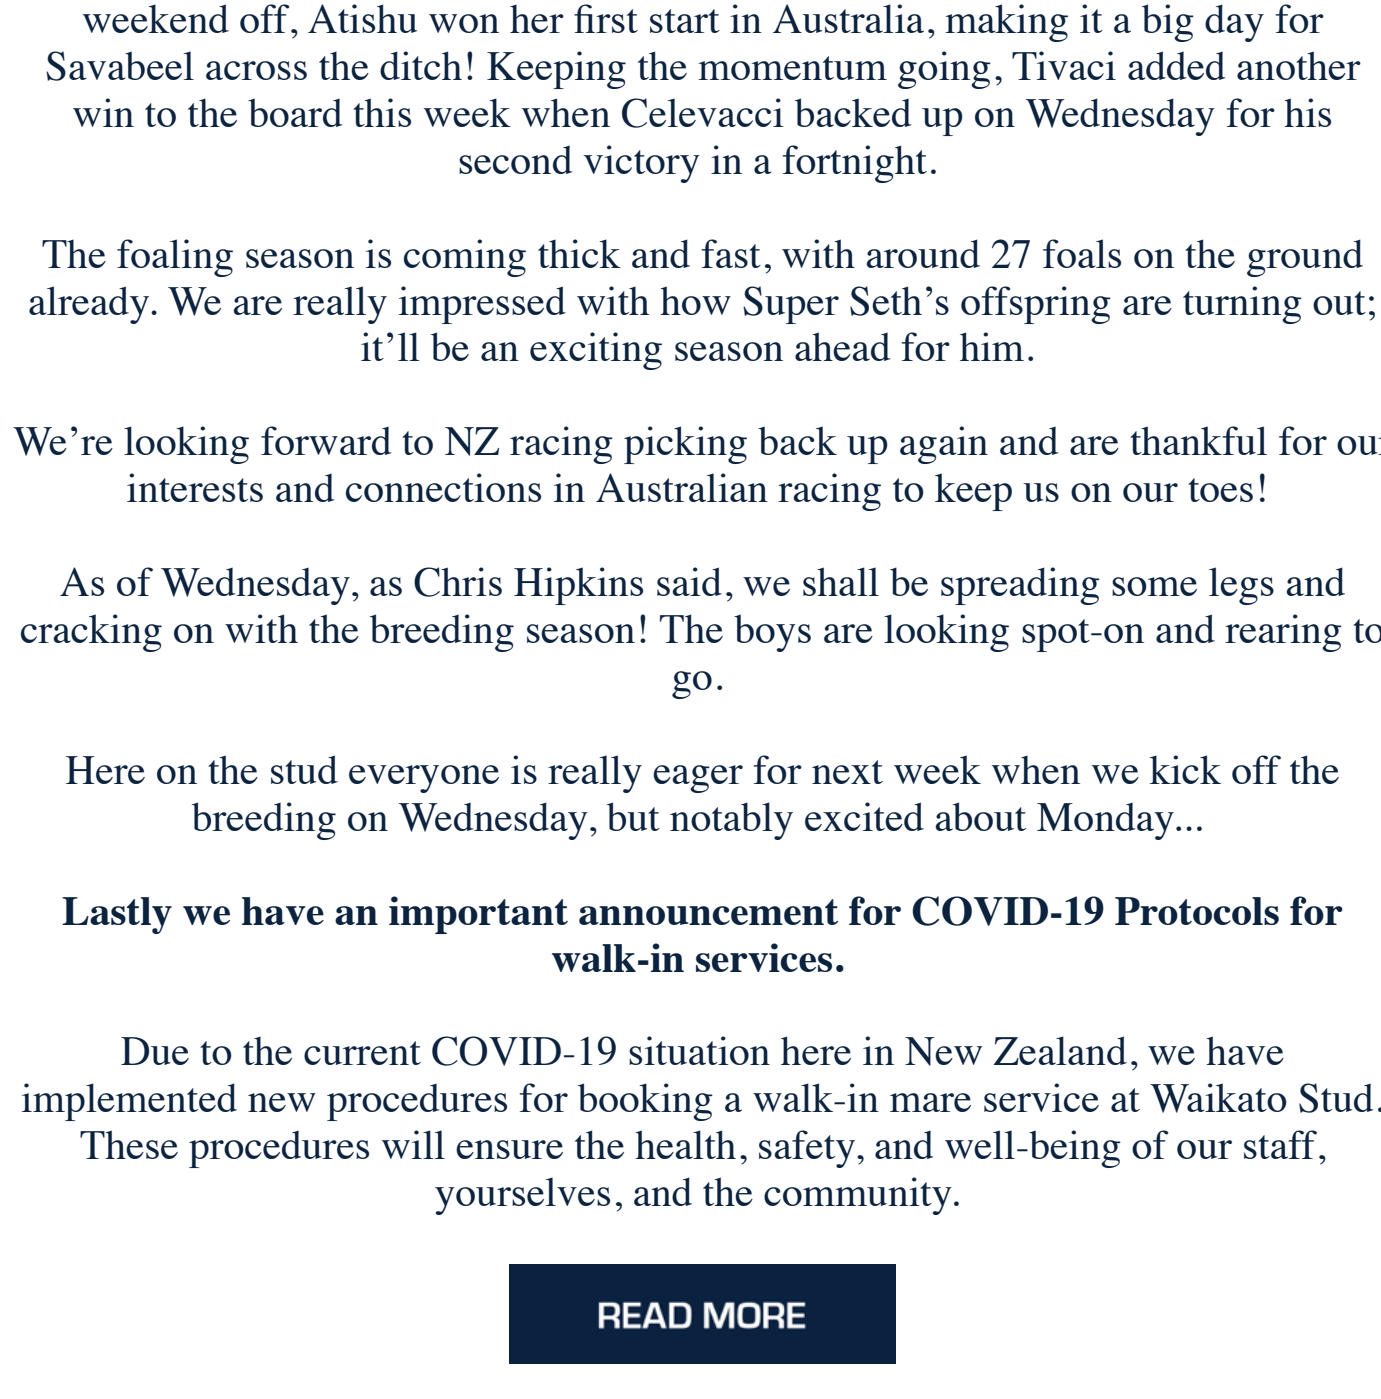 weekend off, Atishu won her first start in Australia, making it a big day for
Savabeel across the ditch! Keeping the momentum going, Tivaci added another
win to the board this week when Celevacci backed up on Wednesday for his
second victory in a fortnight.
The foaling season is coming thick and fast, with around 27 foals on the ground
already. We are really impressed with how Super Seth’s offspring are turning out;
it’ll be an exciting season ahead for him.
We’re looking forward to NZ racing picking back up again and are thankful for our
interests and connections in Australian racing to keep us on our toes!
As of Wednesday, as Chris Hipkins said, we shall be spreading some legs and
cracking on with the breeding season! The boys are looking spot-on and rearing to
go.
Here on the stud everyone is really eager for next week when we kick off the
breeding on Wednesday, but notably excited about Monday...
Lastly we have an important announcement for COVID-19 Protocols for
walk-in services.
Due to the current COVID-19 situation here in New Zealand, we have
implemented new procedures for booking a walk-in mare service at Waikato Stud.
These procedures will ensure the health, safety, and well-being of our staff,
yourselves, and the community.
READ MORE